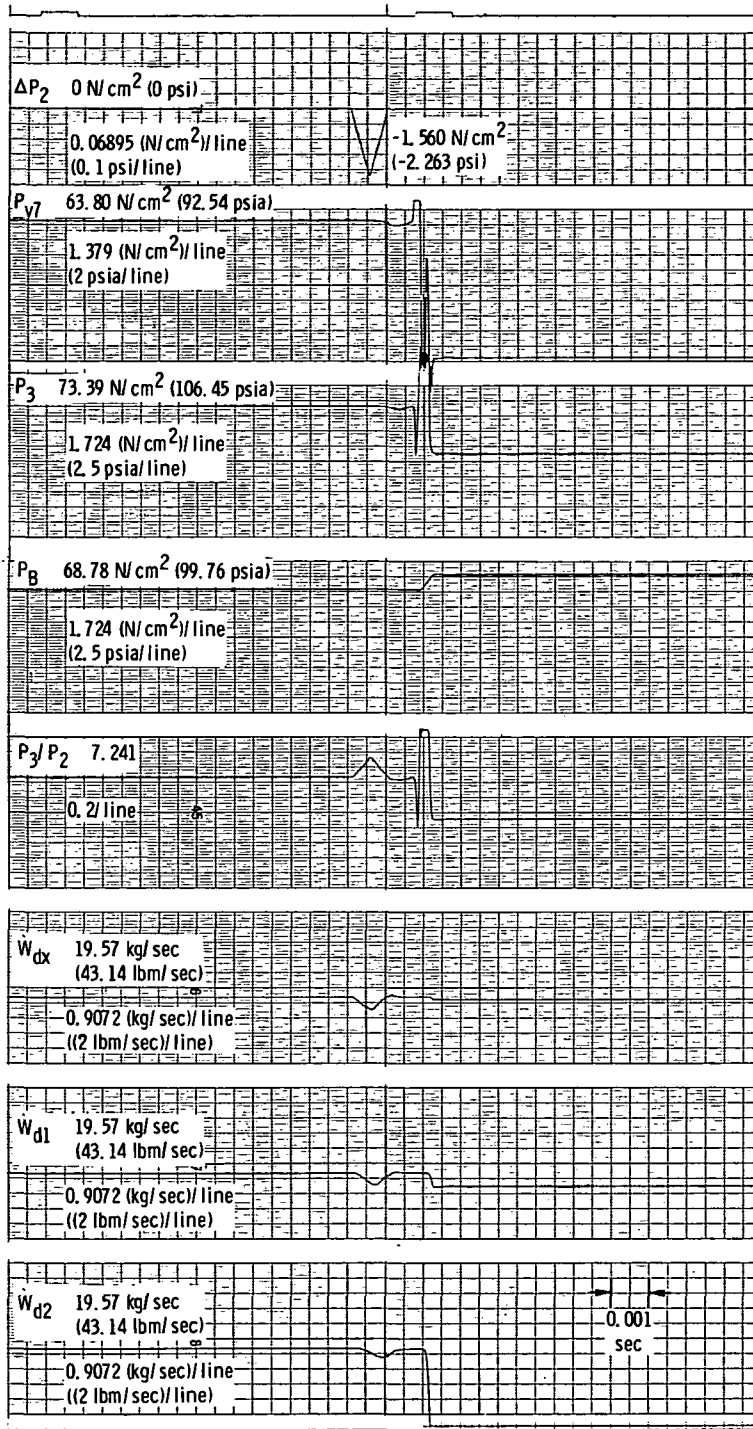 ΔP2 0 N/cm2 (0 psi)
0.06895 (N/cm2)/line
(0.1 psi/line)
-1.560 N/cm2
(-2.263 psi)
Pv7 63.80 N/cm2 (92.54 psia)
1.379 (N/cm2)/line
(2 psia/line)
P3 73.39 N/cm2 (106.45 psia)
1.724 (N/cm2)/line
(2.5 psia/line)
PB 68.78 N/cm2 (99.76 psia)
1.724 (N/cm2)/line
(2.5 psia/line)
P3/P2 7.241
0.2/line
Ẇdx 19.57 kg/sec
(43.14 lbm/sec)
0.9072 (kg/sec)/line
((2 lbm/sec)/line)
Ẇd1 19.57 kg/sec
(43.14 lbm/sec)
0.9072 (kg/sec)/line
((2 lbm/sec)/line)
Ẇd2 19.57 kg/sec
(43.14 lbm/sec)
0.9072 (kg/sec)/line
((2 lbm/sec)/line)
0.001
sec